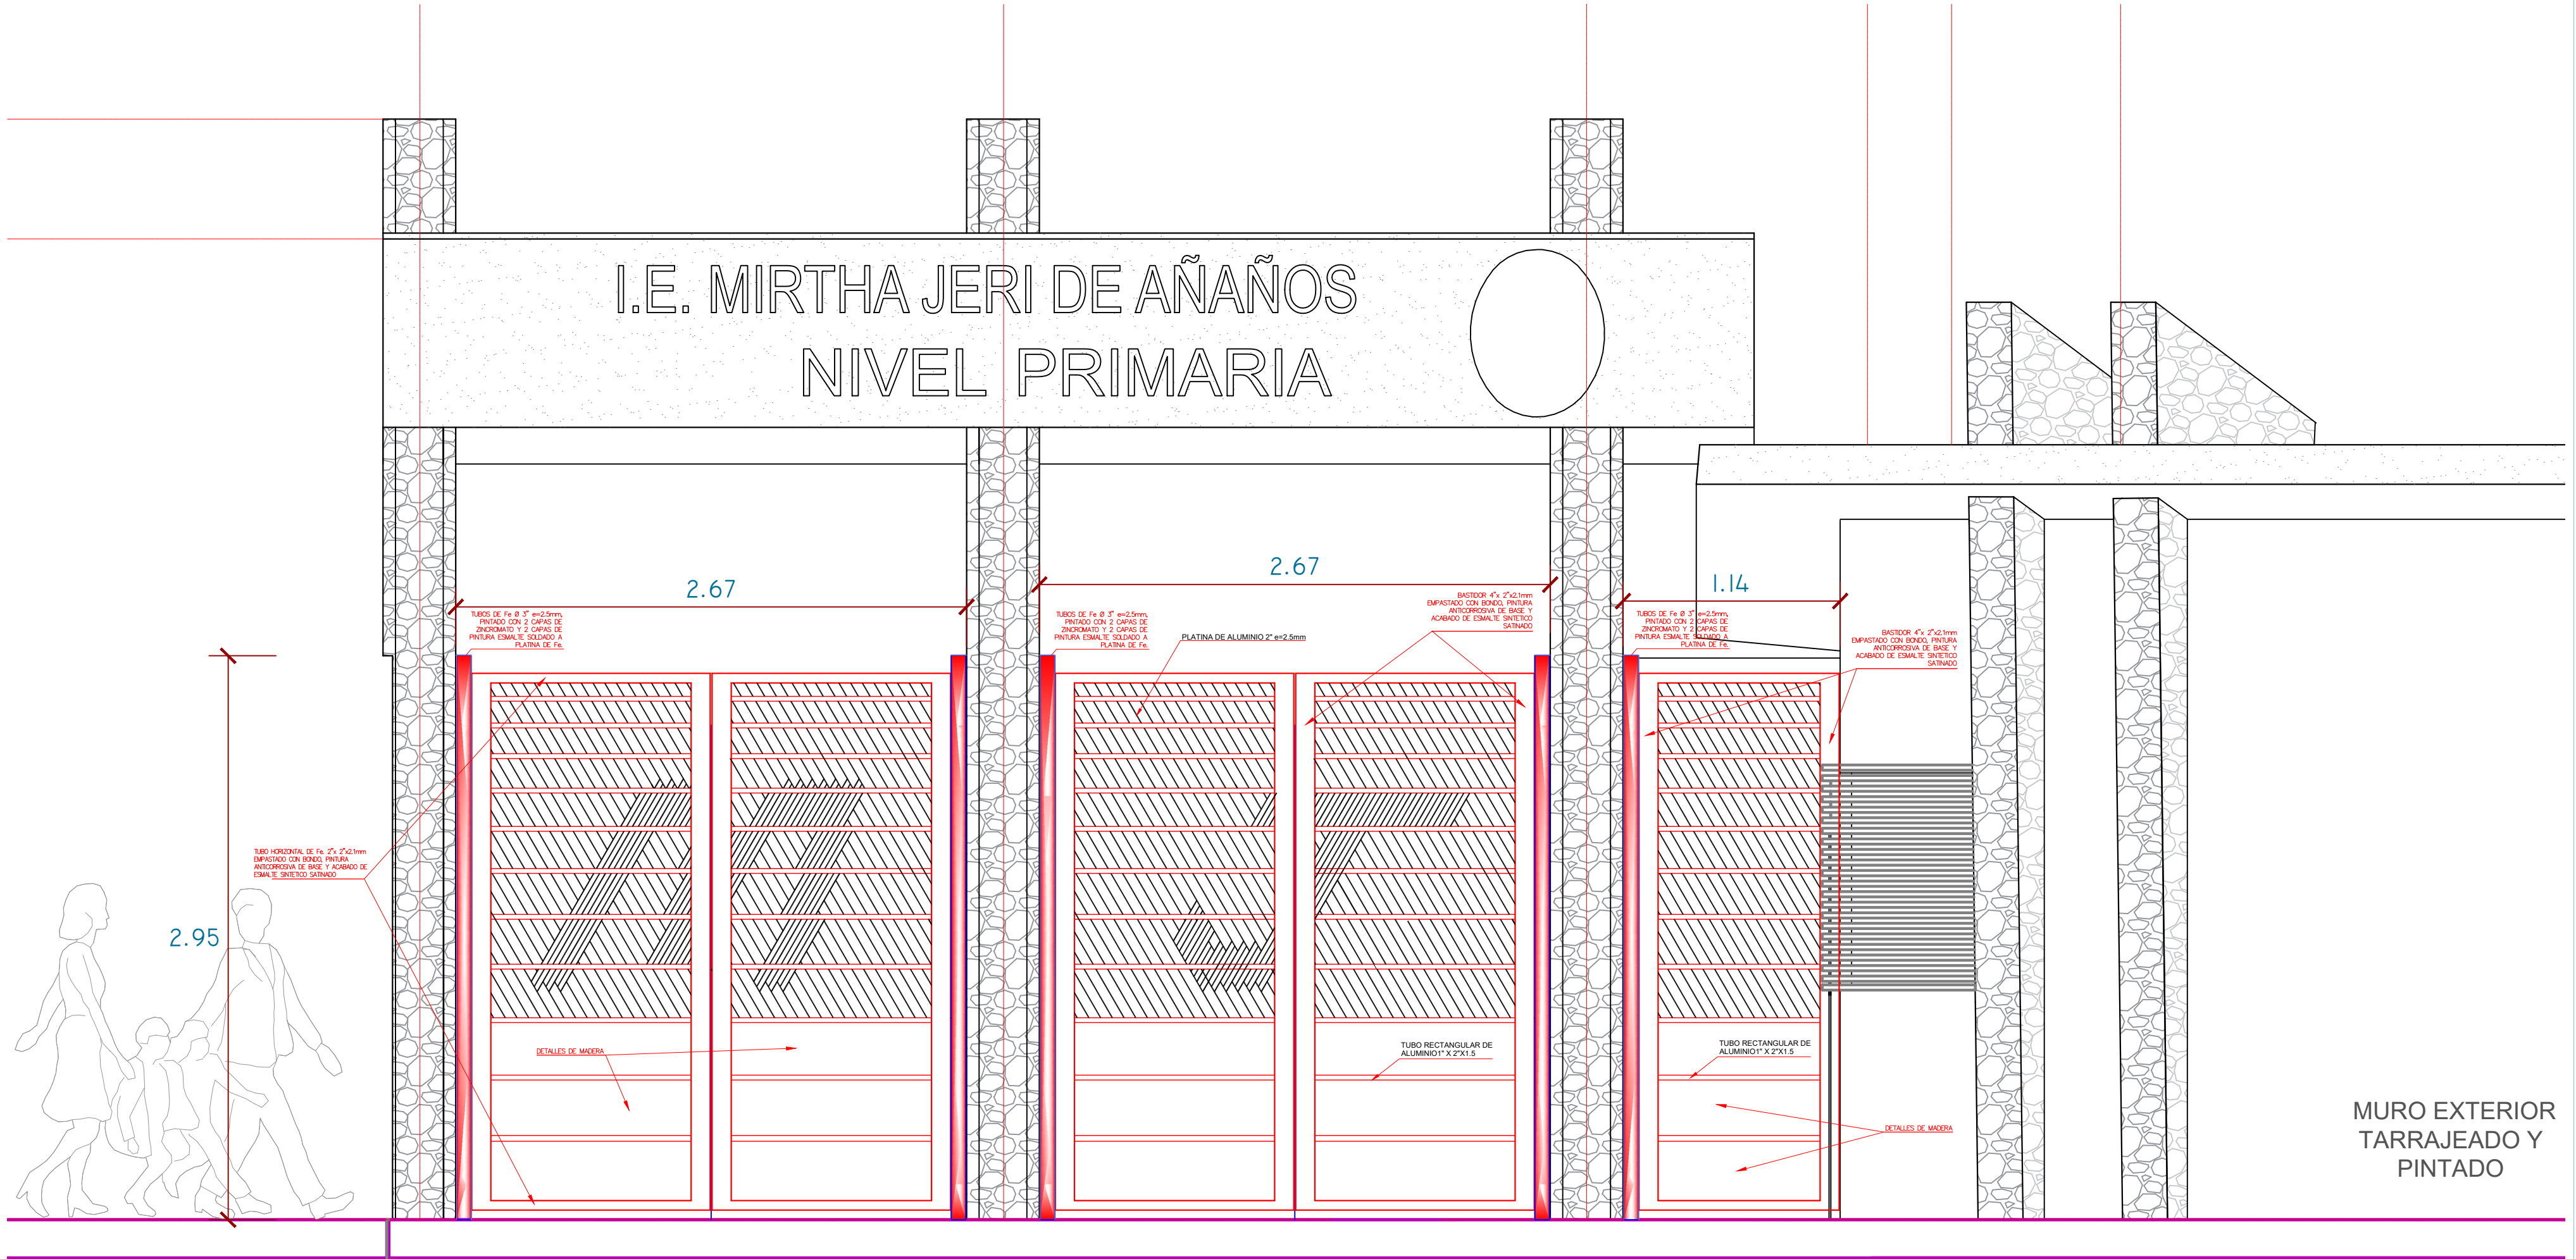 I.E. MIRTHA JERI DE AÑAÑOS
NIVEL PRIMARIA
2.67
2.67
1.14
TUBOS DE Fe Ø 3" e=2.5mm,
PINTADO CON 2 CAPAS DE
ZINCROMATO Y 2 CAPAS DE
PINTURA ESMALTE SOLDADO A
PLATINA DE Fe.
TUBOS DE Fe Ø 3" e=2.5mm,
PINTADO CON 2 CAPAS DE
ZINCROMATO Y 2 CAPAS DE
PINTURA ESMALTE SOLDADO A
PLATINA DE Fe.
PLATINA DE ALUMINIO 2" e=2.5mm
BASTIDOR 4"x 2"x2.1mm
EMPASTADO CON BONDO, PINTURA
ANTICORROSIVA DE BASE Y
ACABADO DE ESMALTE SINTETICO
SATINADO
TUBOS DE Fe Ø 3" e=2.5mm,
PINTADO CON 2 CAPAS DE
ZINCROMATO Y 2 CAPAS DE
PINTURA ESMALTE SOLDADO A
PLATINA DE Fe.
BASTIDOR 4"x 2"x2.1mm
EMPASTADO CON BONDO, PINTURA
ANTICORROSIVA DE BASE Y
ACABADO DE ESMALTE SINTETICO
SATINADO
TUBO HORIZONTAL DE Fe. 2"x 2"x2.1mm
EMPASTADO CON BONDO, PINTURA
ANTICORROSIVA DE BASE Y ACABADO DE
ESMALTE SINTETICO SATINADO
2.95
DETALLES DE MADERA
TUBO RECTANGULAR DE
ALUMINIO1" X 2"X1.5
TUBO RECTANGULAR DE
ALUMINIO1" X 2"X1.5
DETALLES DE MADERA
MURO EXTERIOR
TARRAJEADO Y
PINTADO